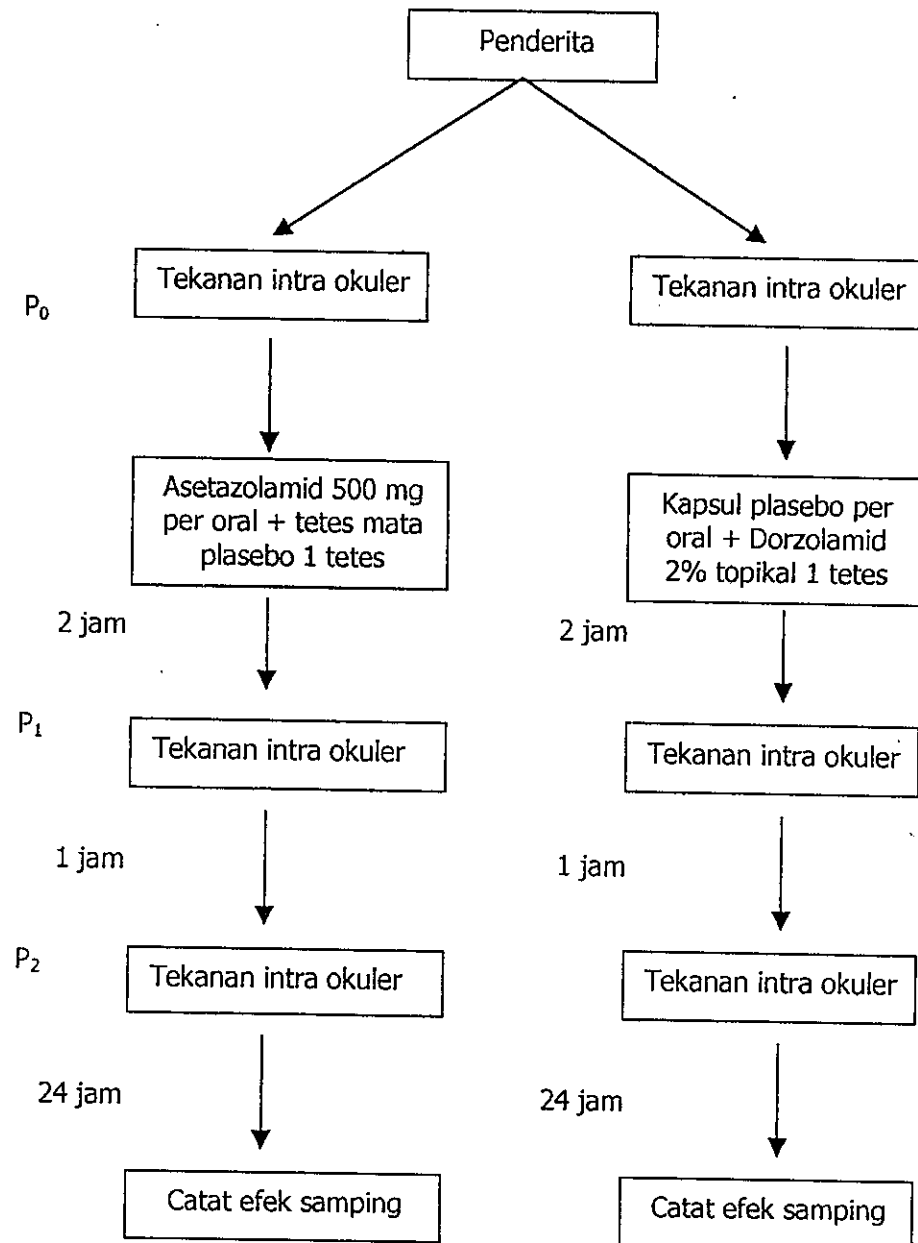 Penderita
P₀
Tekanan intra okuler
Tekanan intra okuler
Asetazolamid 500 mg
per oral + tetes mata
plasebo 1 tetes
Kapsul plasebo per
oral + Dorzolamid
2% topikal 1 tetes
2 jam
2 jam
P₁
Tekanan intra okuler
Tekanan intra okuler
1 jam
1 jam
P₂
Tekanan intra okuler
Tekanan intra okuler
24 jam
24 jam
Catat efek samping
Catat efek samping